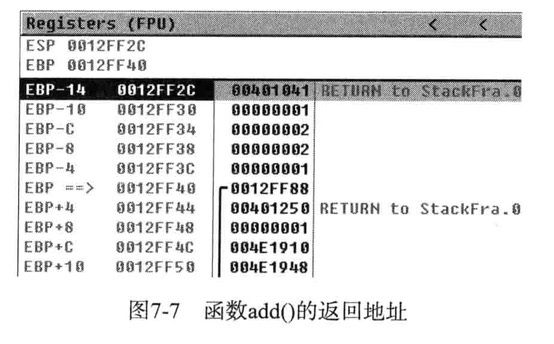 Registers (FPU) < <
ESP 0012FF2C
EBP 0012FF40
EBP-14 0012FF2C 00401041 RETURN to StackFra.0
EBP-10 0012FF30 00000001
EBP-C 0012FF34 00000002
EBP-8 0012FF38 00000002
EBP-4 0012FF3C 00000001
EBP ==> 0012FF40 0012FF88
EBP+4 0012FF44 00401250 RETURN to StackFra.0
EBP+8 0012FF48 00000001
EBP+C 0012FF4C 004E1910
EBP+10 0012FF50 004E1948
图7-7 函数add()的返回地址